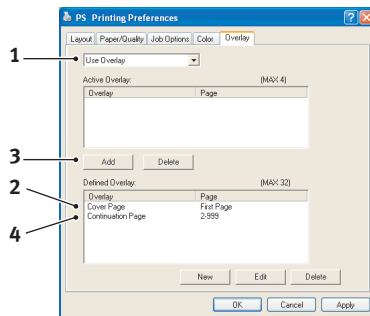 PS Printing Preferences
Layout Paper/Quality Job Options Color Overlay
1
Use Overlay
Active Overlay: (MAX 4)
Overlay Page
3
Add Delete
Defined Overlay: (MAX 32)
Overlay Page
2
Cover Page First Page
Continuation Page 2-999
4
New Edit Delete
OK Cancel Apply